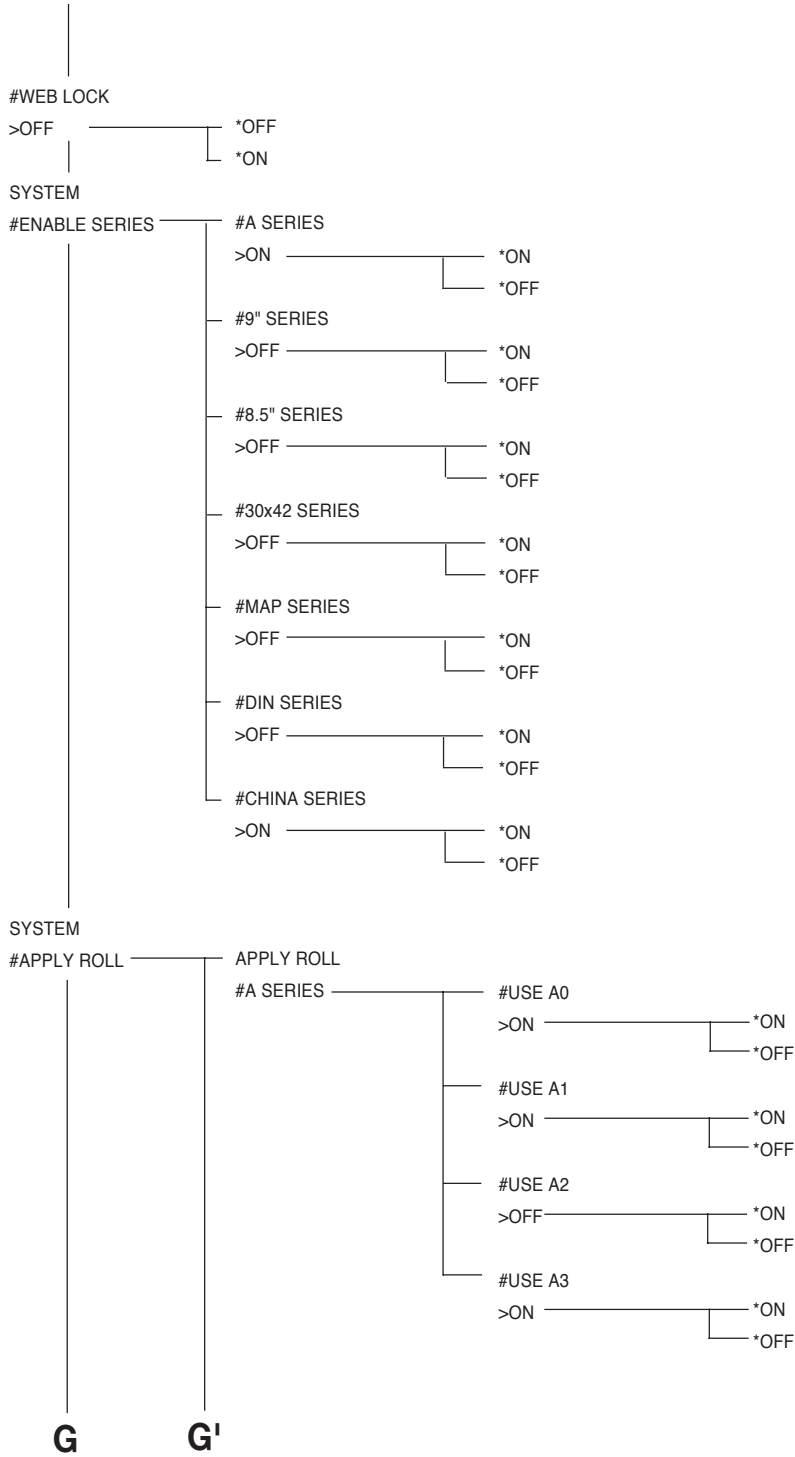 #WEB LOCK
>OFF *OFF
*ON
SYSTEM
#ENABLE SERIES #A SERIES
>ON *ON
*OFF
#9" SERIES
>OFF *ON
*OFF
#8.5" SERIES
>OFF *ON
*OFF
#30x42 SERIES
>OFF *ON
*OFF
#MAP SERIES
>OFF *ON
*OFF
#DIN SERIES
>OFF *ON
*OFF
#CHINA SERIES
>ON *ON
*OFF
SYSTEM
#APPLY ROLL APPLY ROLL
#A SERIES #USE A0
>ON *ON
*OFF
#USE A1
>ON *ON
*OFF
#USE A2
>OFF *ON
*OFF
#USE A3
>ON *ON
*OFF
G G'